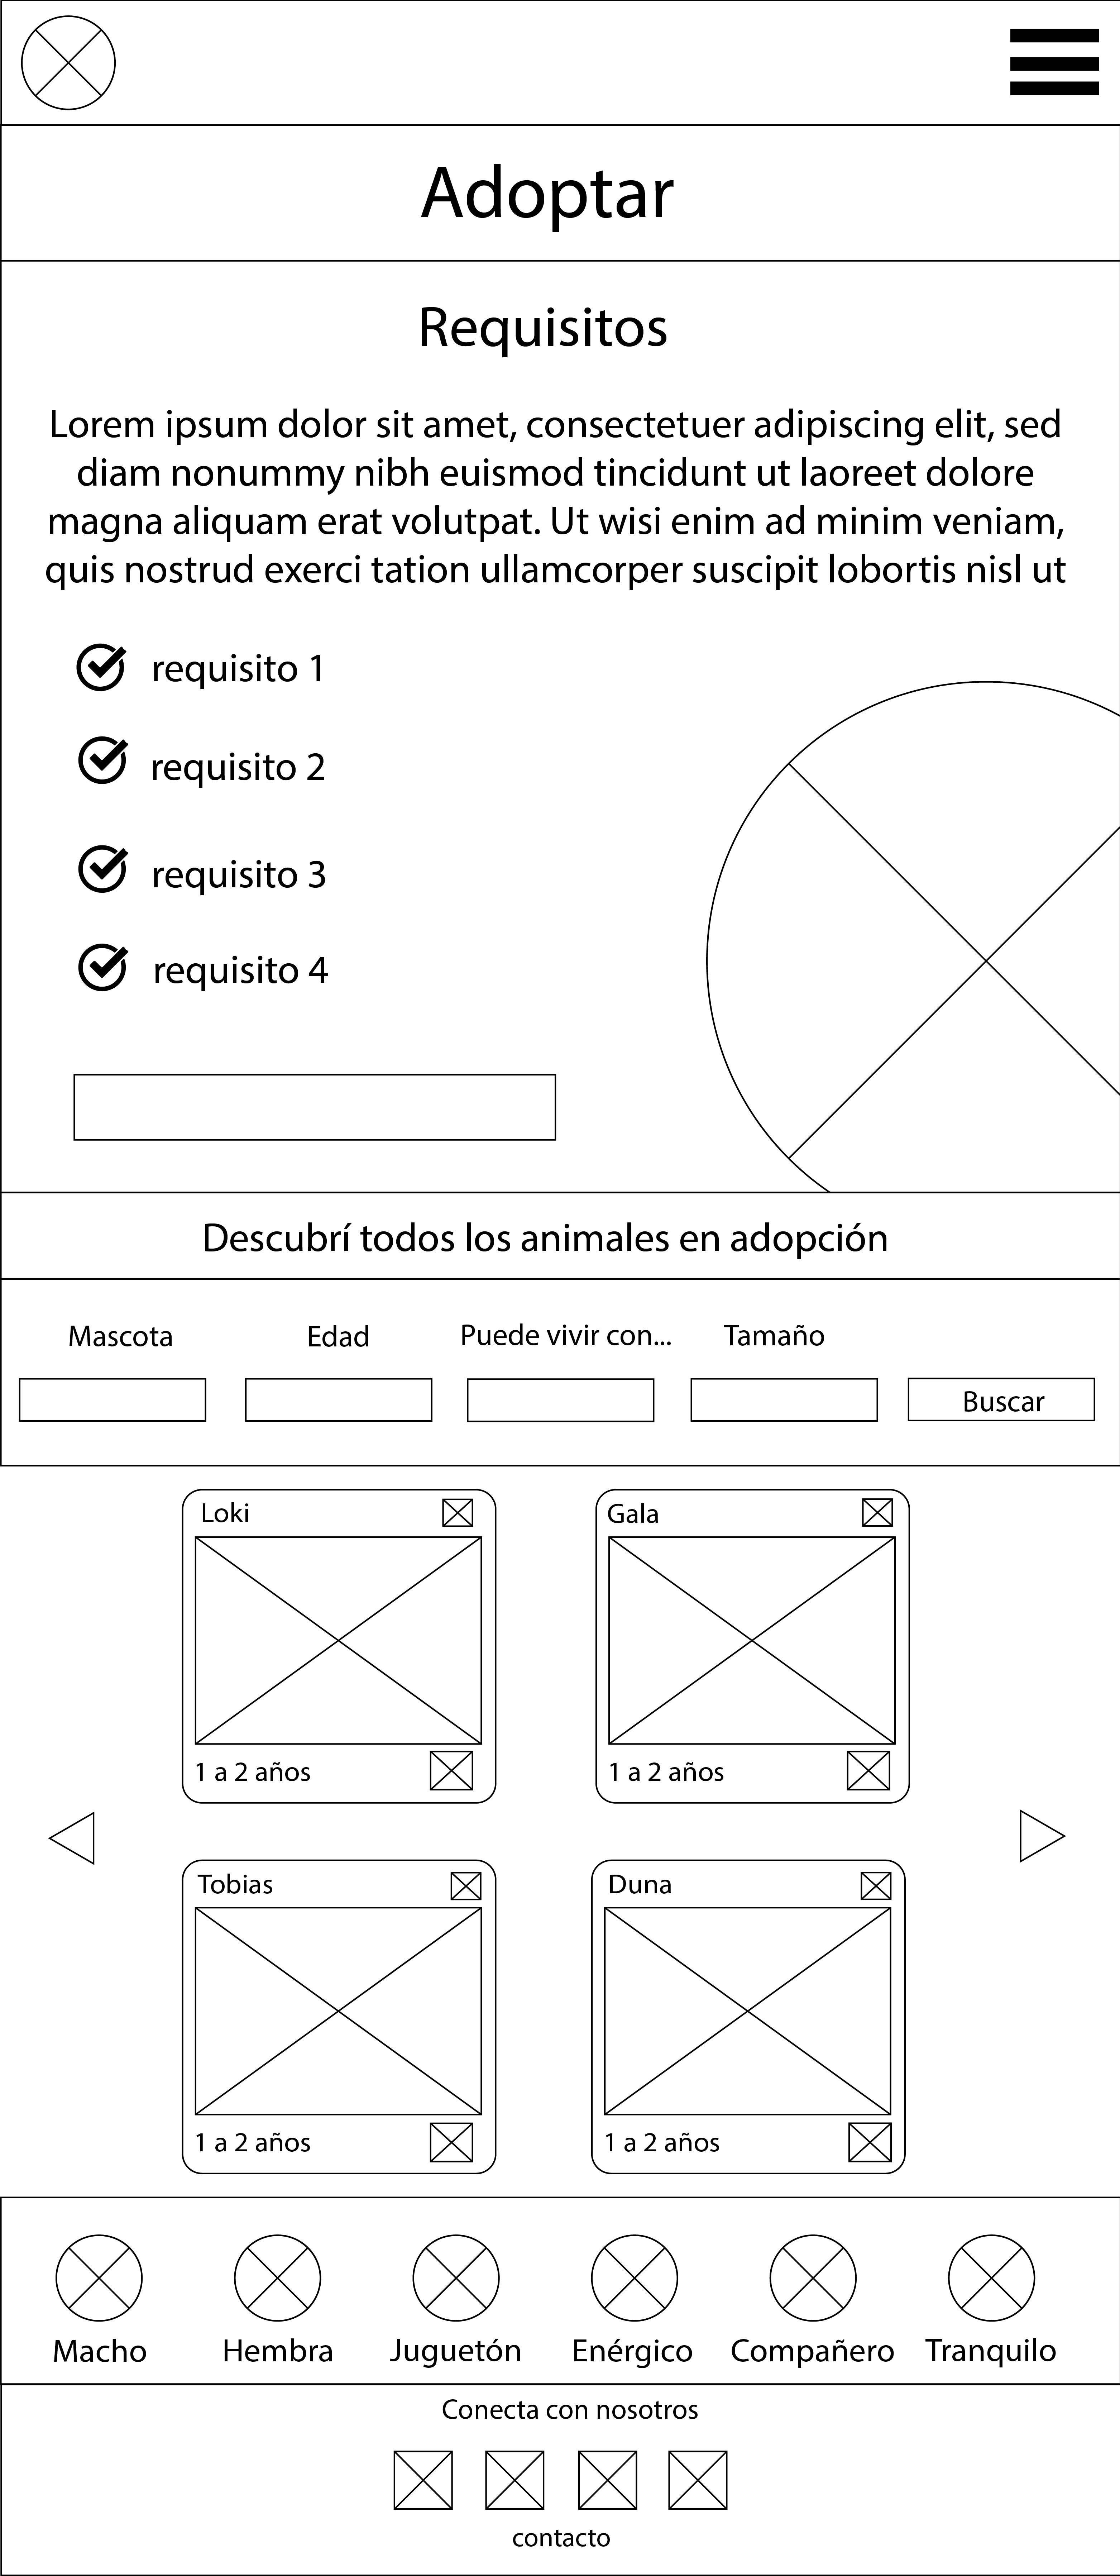 Adoptar
Requisitos
Lorem ipsum dolor sit amet, consectetuer adipiscing elit, sed
diam nonummy nibh euismod tincidunt ut laoreet dolore
magna aliquam erat volutpat. Ut wisi enim ad minim veniam,
quis nostrud exerci tation ullamcorper suscipit lobortis nisl ut
requisito 1
requisito 2
requisito 3
requisito 4
Descubrí todos los animales en adopción
Mascota Edad Puede vivir con... Tamaño
Buscar
Loki Gala
1 a 2 años 1 a 2 años
Tobias Duna
1 a 2 años 1 a 2 años
Macho Hembra Juguetón Enérgico Compañero Tranquilo
Conecta con nosotros
contacto